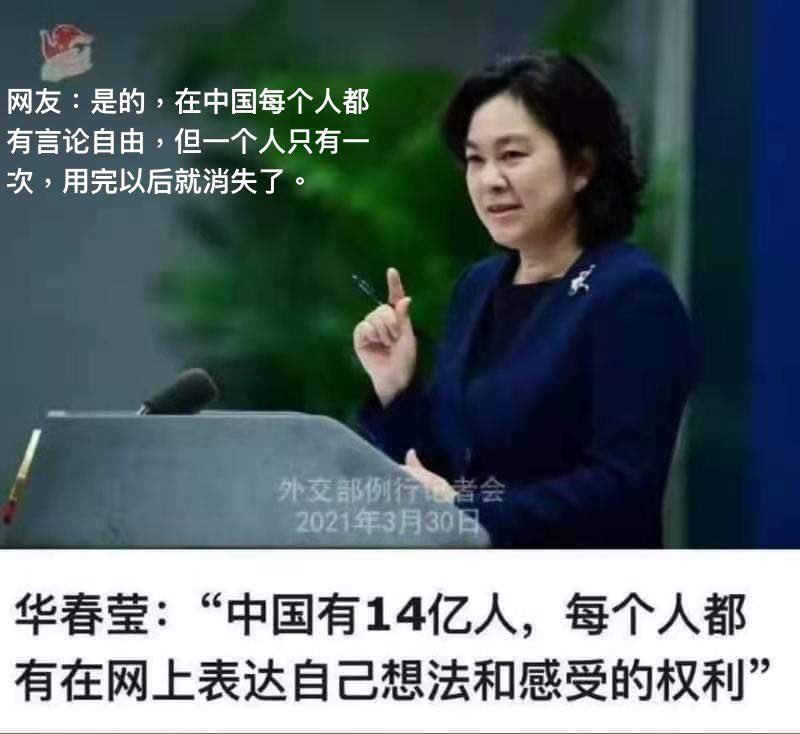 网友：是的，在中国每个人都
有言论自由，但一个人只有一
次，用完以后就消失了。
外交部例行记者会
2021年3月30日
华春莹：“中国有14亿人，每个人都
有在网上表达自己想法和感受的权利”